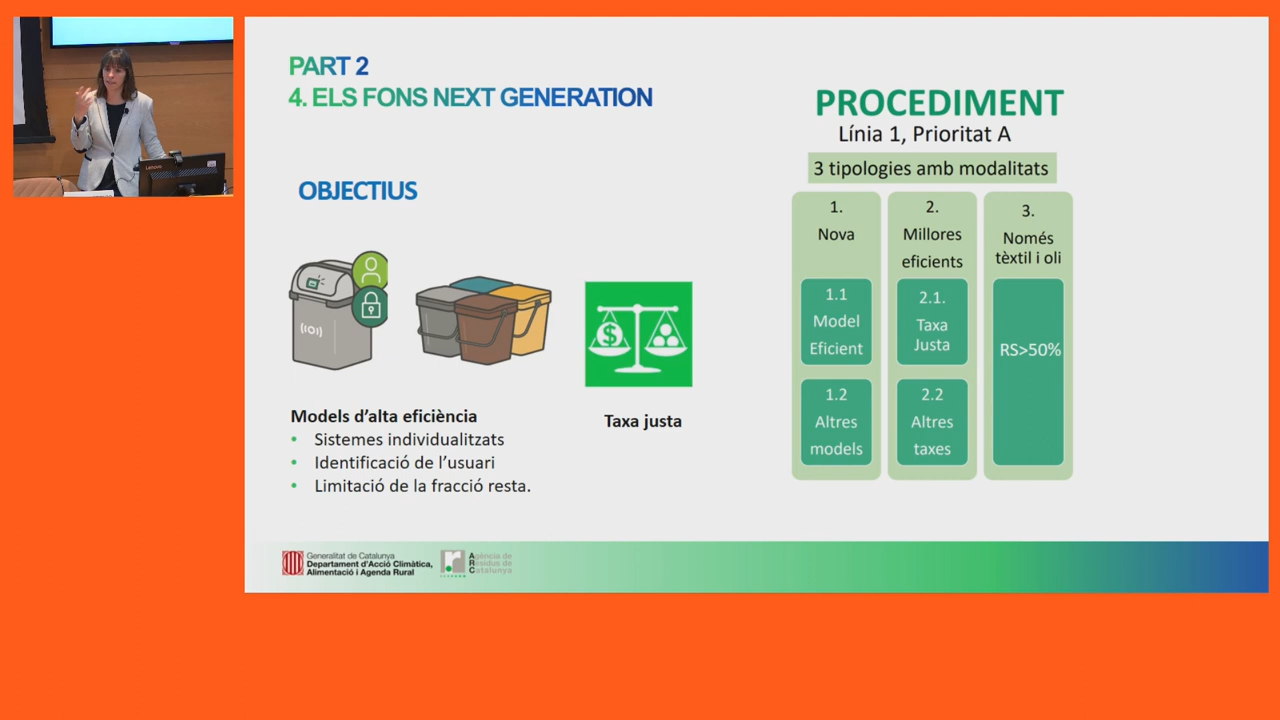 PART 2
4. ELS FONS NEXT GENERATION
OBJECTIUS
Models d'alta eficiència
• Sistemes individualitzats
• Identificació de l'usuari
• Limitació de la fracció resta.
Taxa justa
PROCEDIMENT
Línia 1, Prioritat A
3 tipologies amb modalitats
1.
Nova
1.1
Model
Eficient
1.2
Altres
models
2.
Millores
eficients
2.1.
Taxa
Justa
2.2
Altres
taxes
3.
Només
tèxtil i oli
RS>50%
Generalitat de Catalunya
Departament d'Acció Climàtica,
Alimentació i Agenda Rural
Agència de
Residus de
Catalunya
Lenovo